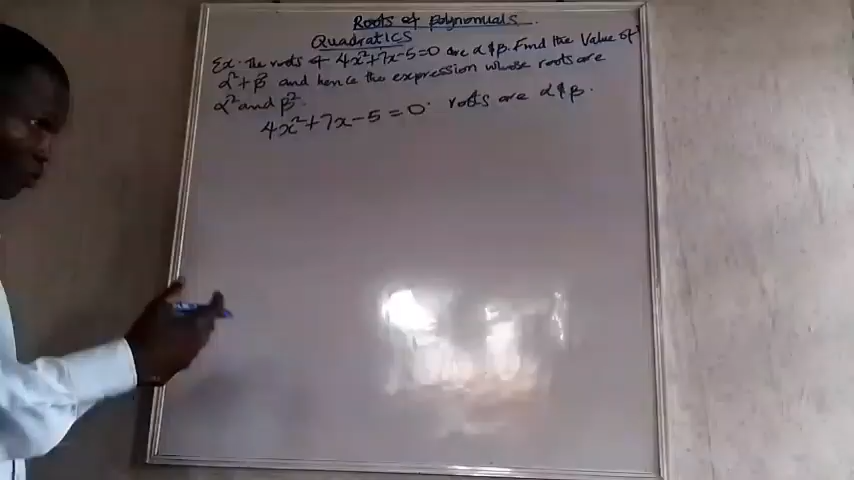 Roots of polynomials.
QUADRATICS
Ex. The roots of 4x²+7x-5=0 are α & β. Find the value of
α²+β² and hence the expression whose roots are
α² and β².
4x²+7x-5=0. roots are α & β.